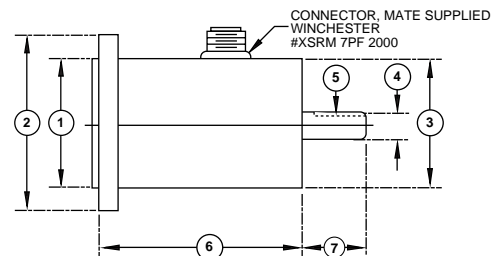 CONNECTOR, MATE SUPPLIED
WINCHESTER
#XSRM 7PF 2000
5
4
2
1
3
6
7